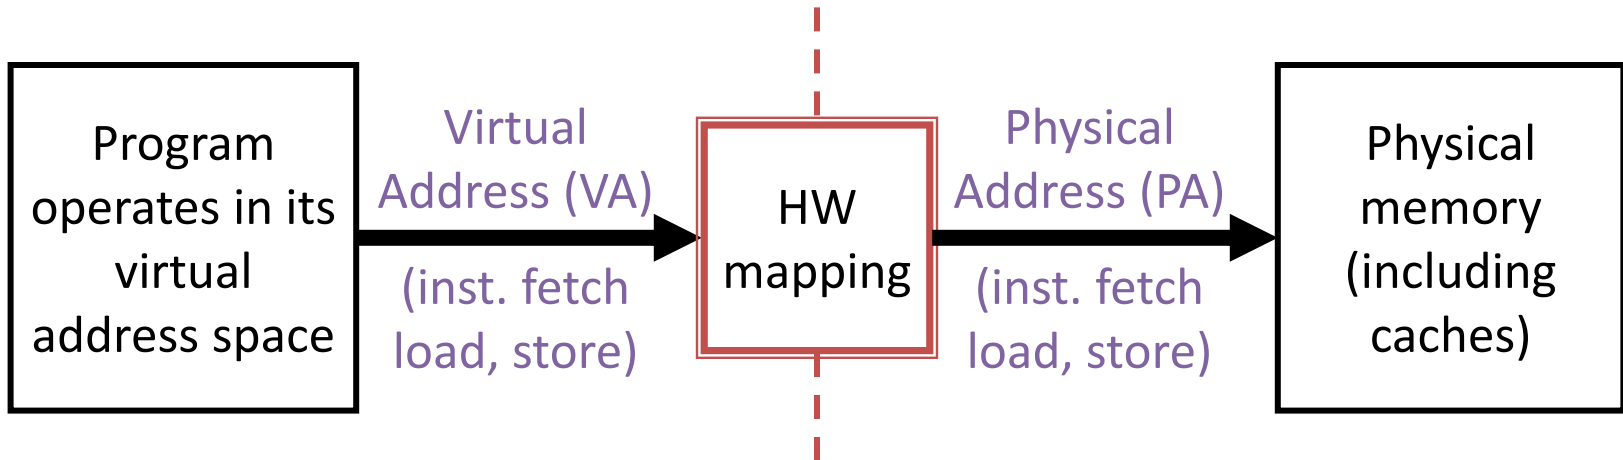 Program
operates in its
virtual
address space
Virtual
Address (VA)
(inst. fetch
load, store)
HW
mapping
Physical
Address (PA)
(inst. fetch
load, store)
Physical
memory
(including
caches)